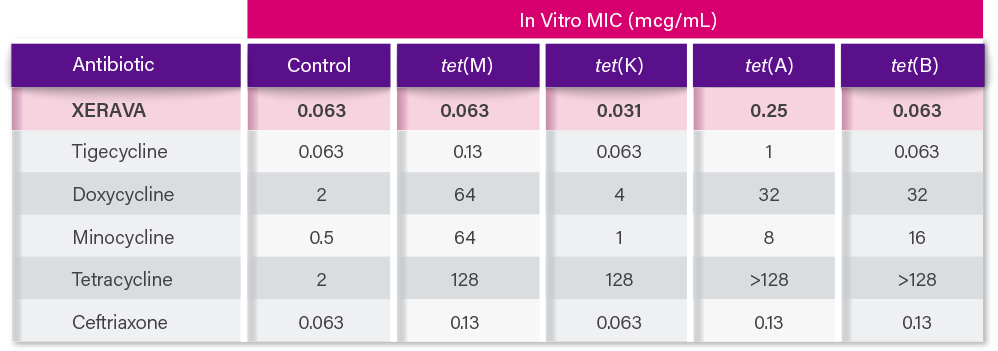 In Vitro MIC (mcg/mL)
Antibiotic Control tet(M) tet(K) tet(A) tet(B)
XERAVA 0.063 0.063 0.031 0.25 0.063
Tigecycline 0.063 0.13 0.063 1 0.063
Doxycycline 2 64 4 32 32
Minocycline 0.5 64 1 8 16
Tetracycline 2 128 128 >128 >128
Ceftriaxone 0.063 0.13 0.063 0.13 0.13